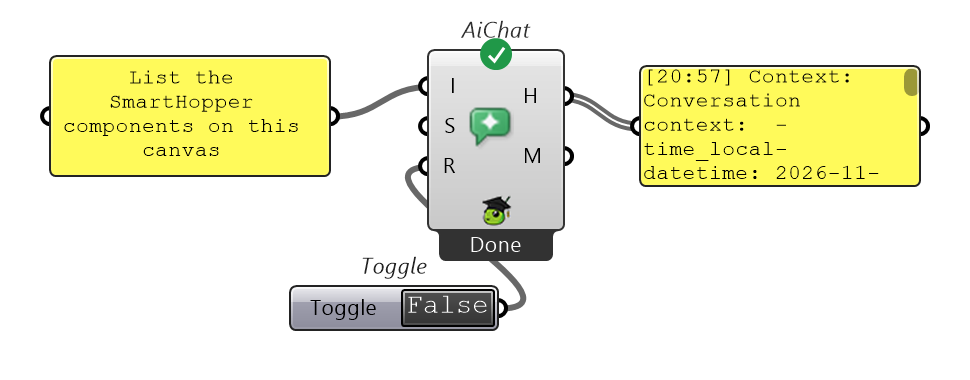 AiChat
List the
SmartHopper
components on this
canvas
I
S
R
H
M
Done
[20:57] Context:
Conversation
context:  -
time_local-
datetime: 2026-11-
Toggle
Toggle
False